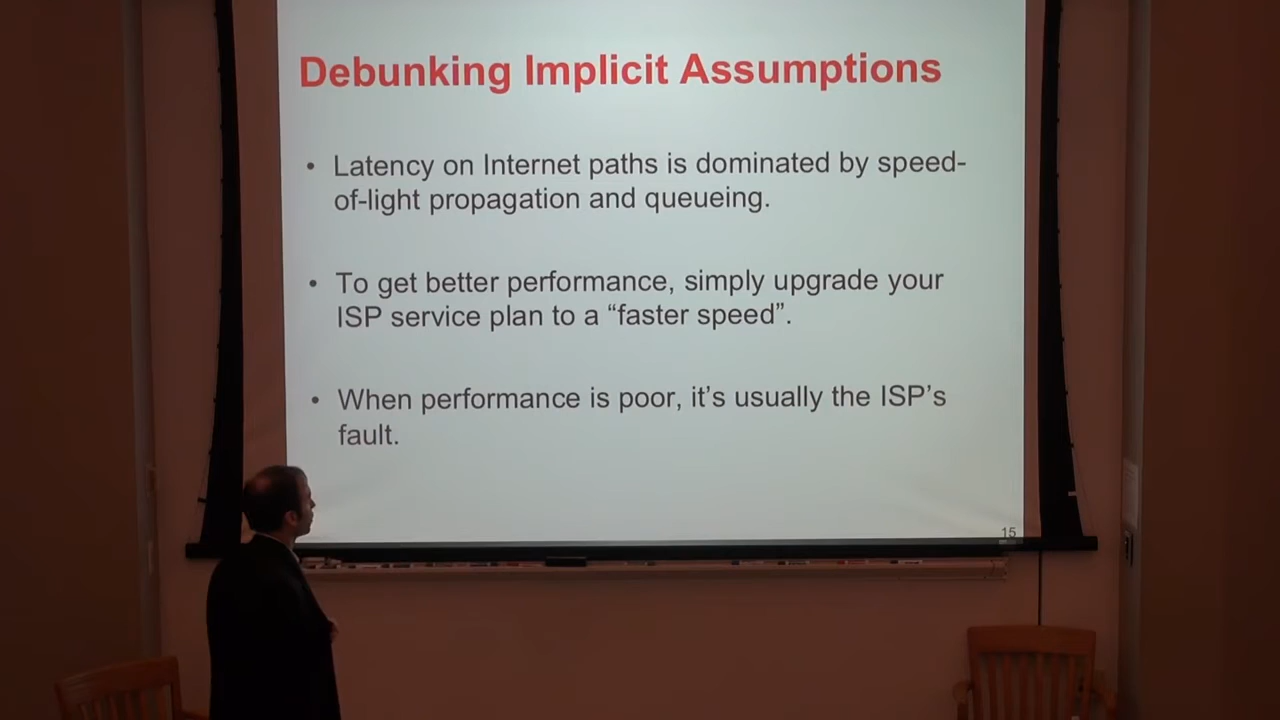 Debunking Implicit Assumptions
• Latency on Internet paths is dominated by speed-
of-light propagation and queueing.
• To get better performance, simply upgrade your
ISP service plan to a “faster speed”.
• When performance is poor, it’s usually the ISP’s
fault.
15